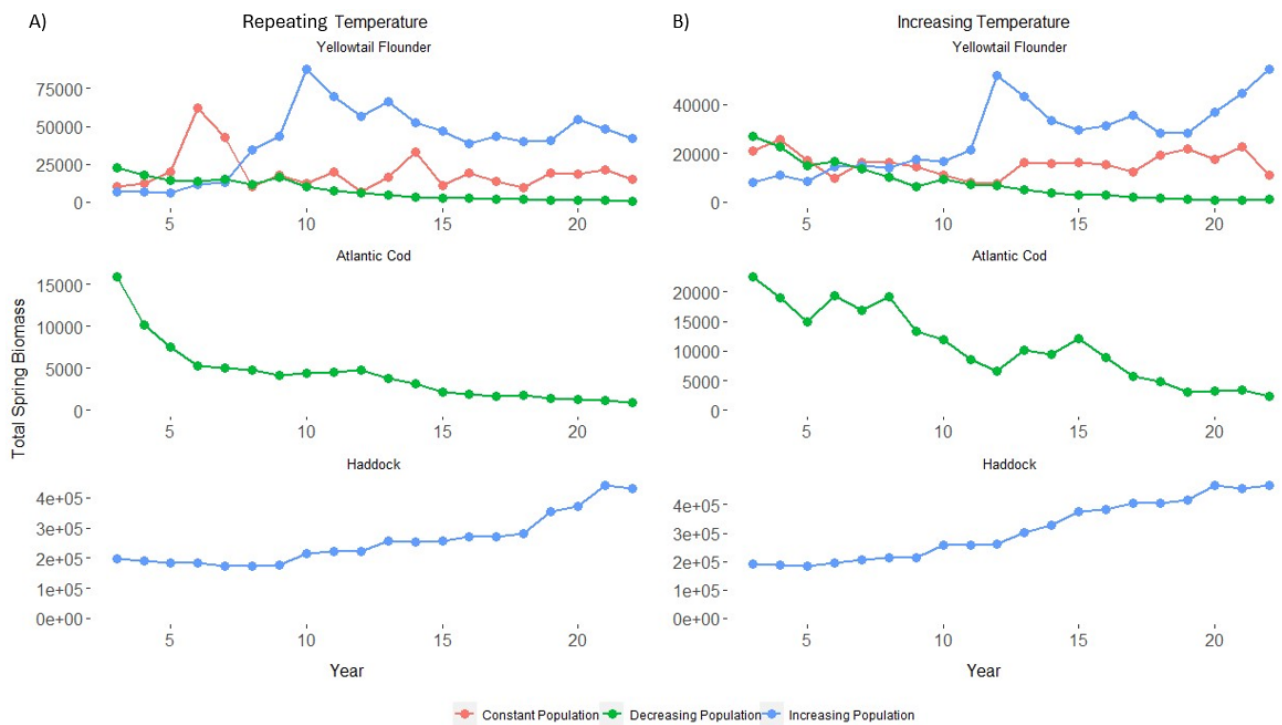 A) Repeating Temperature
Yellowtail Flounder
75000
50000
25000
0
5 10 15 20
Atlantic Cod
15000
10000
5000
0
5 10 15 20
Haddock
4e+05
3e+05
2e+05
1e+05
0e+00
5 10 15 20
Year
Total Spring Biomass
B) Increasing Temperature
Yellowtail Flounder
40000
20000
0
5 10 15 20
Atlantic Cod
20000
15000
10000
5000
0
5 10 15 20
Haddock
4e+05
3e+05
2e+05
1e+05
0e+00
5 10 15 20
Year
Constant Population Decreasing Population Increasing Population